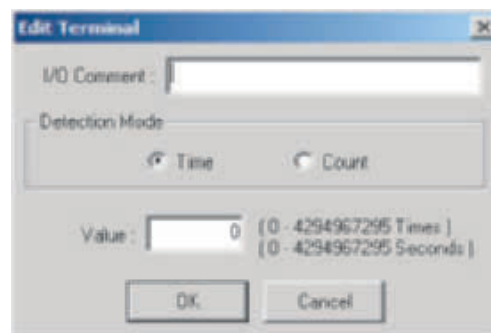 Edit Terminal
I/O Comment :
Detection Mode
Time Count
Value : 0 ( 0 - 4294967295 Times )
( 0 - 4294967295 Seconds )
OK Cancel